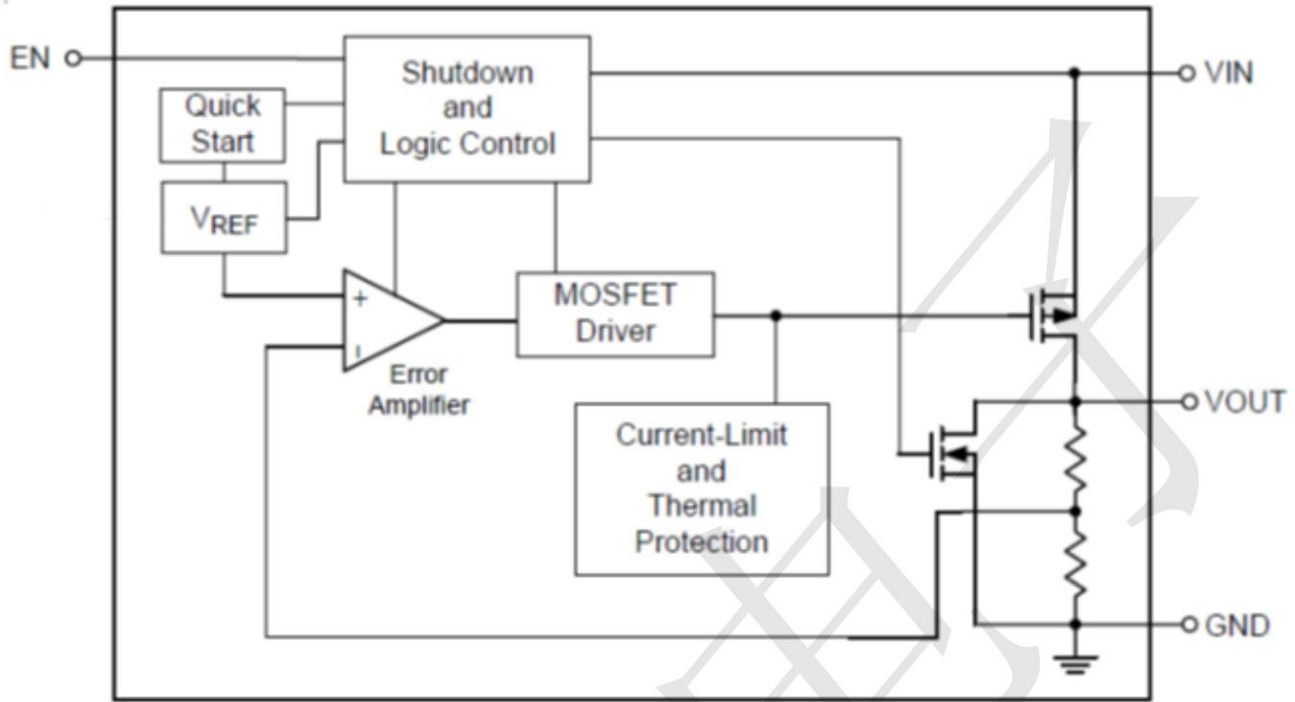 EN
Shutdown
and
Logic Control
VIN
Quick
Start
VREF
+
MOSFET
Driver
Error
Amplifier
VOUT
Current-Limit
and
Thermal
Protection
GND